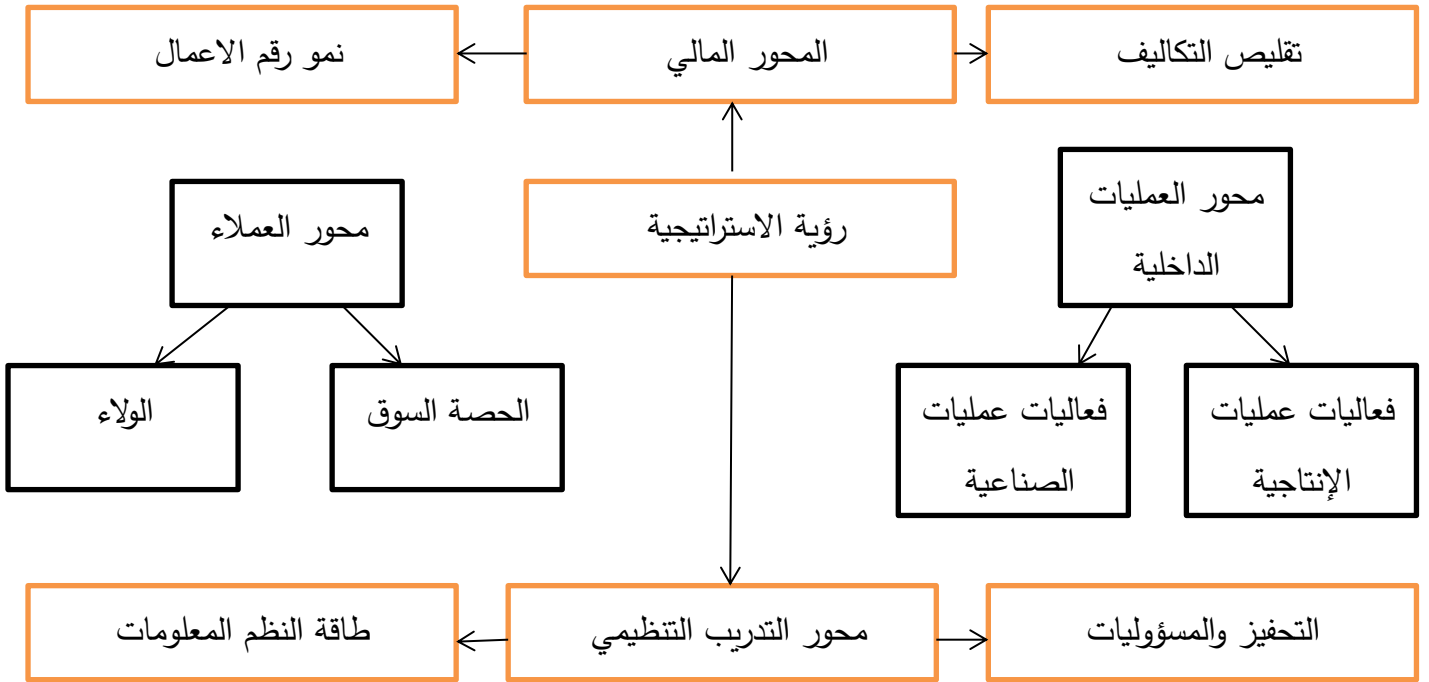 تقليص التكاليف
المحور المالي
نمو رقم الاعمال
محور العمليات
الداخلية
رؤية الاستراتيجية
محور العملاء
فعاليات عمليات
الإنتاجية
فعاليات عمليات
الصناعية
الحصة السوق
الولاء
التحفيز والمسؤوليات
محور التدريب التنظيمي
طاقة النظم المعلومات